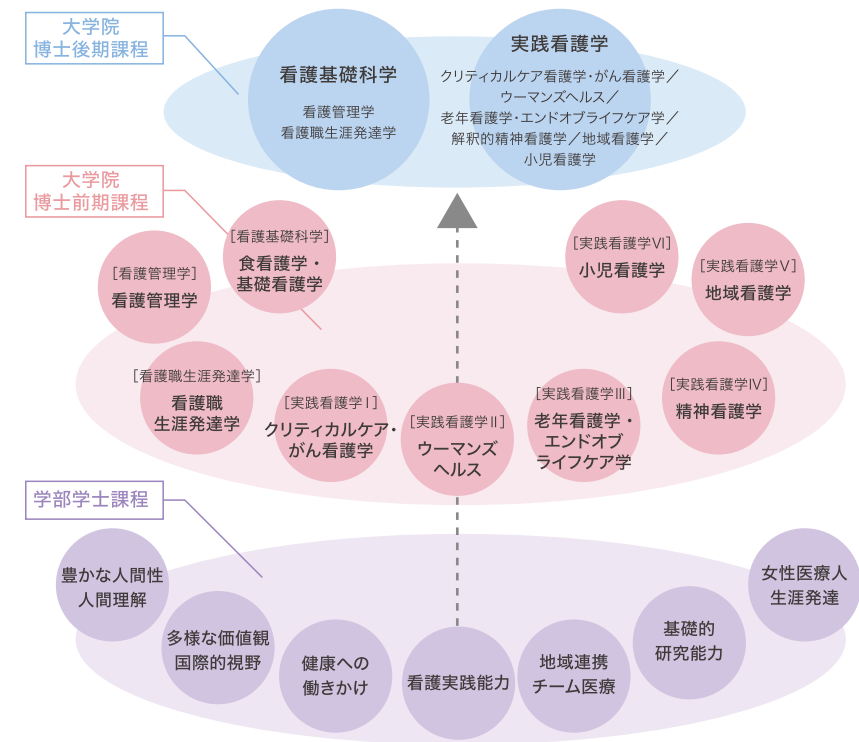 大学院
博士後期課程
看護基礎科学
看護管理学
看護職生涯発達学
実践看護学
クリティカルケア看護学・がん看護学／
ウーマンズヘルス／
老年看護学・エンドオブライフケア学／
解釈的精神看護学／地域看護学／
小児看護学
大学院
博士前期課程
［看護管理学］
看護管理学
［看護基礎科学］
食看護学・
基礎看護学
［実践看護学Ⅵ］
小児看護学
［実践看護学Ⅴ］
地域看護学
［看護職生涯発達学］
看護職
生涯発達学
［実践看護学Ⅰ］
クリティカルケア・
がん看護学
［実践看護学Ⅱ］
ウーマンズ
ヘルス
［実践看護学Ⅲ］
老年看護学・
エンドオブ
ライフケア学
［実践看護学Ⅳ］
精神看護学
学部学士課程
豊かな人間性
人間理解
多様な価値観
国際的視野
健康への
働きかけ
看護実践能力
地域連携
チーム医療
基礎的
研究能力
女性医療人
生涯発達